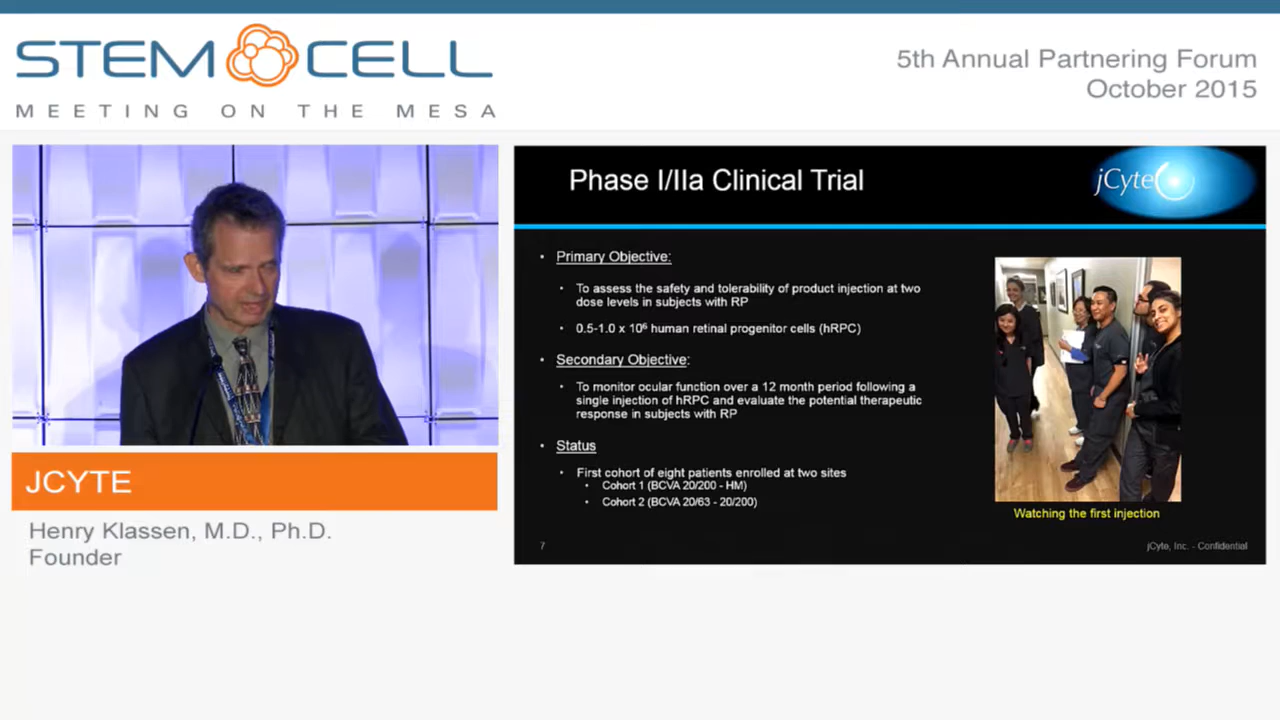 STEM CELL
MEETING ON THE MESA
5th Annual Partnering Forum
October 2015
JCYTE
Henry Klassen, M.D., Ph.D.
Founder
Phase I/IIa Clinical Trial
jCyte
• Primary Objective:
• To assess the safety and tolerability of product injection at two
dose levels in subjects with RP
• 0.5-1.0 x 10⁶ human retinal progenitor cells (hRPC)
• Secondary Objective:
• To monitor ocular function over a 12 month period following a
single injection of hRPC and evaluate the potential therapeutic
response in subjects with RP
• Status
• First cohort of eight patients enrolled at two sites
• Cohort 1 (BCVA 20/200 - HM)
• Cohort 2 (BCVA 20/63 - 20/200)
Watching the first injection
7
jCyte, Inc. - Confidential